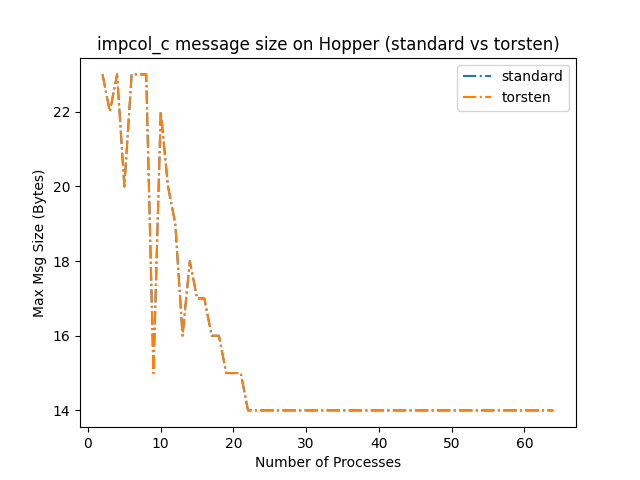 impcol_c message size on Hopper (standard vs torsten)
standard
torsten
Max Msg Size (Bytes)
22
20
18
16
14
0 10 20 30 40 50 60
Number of Processes